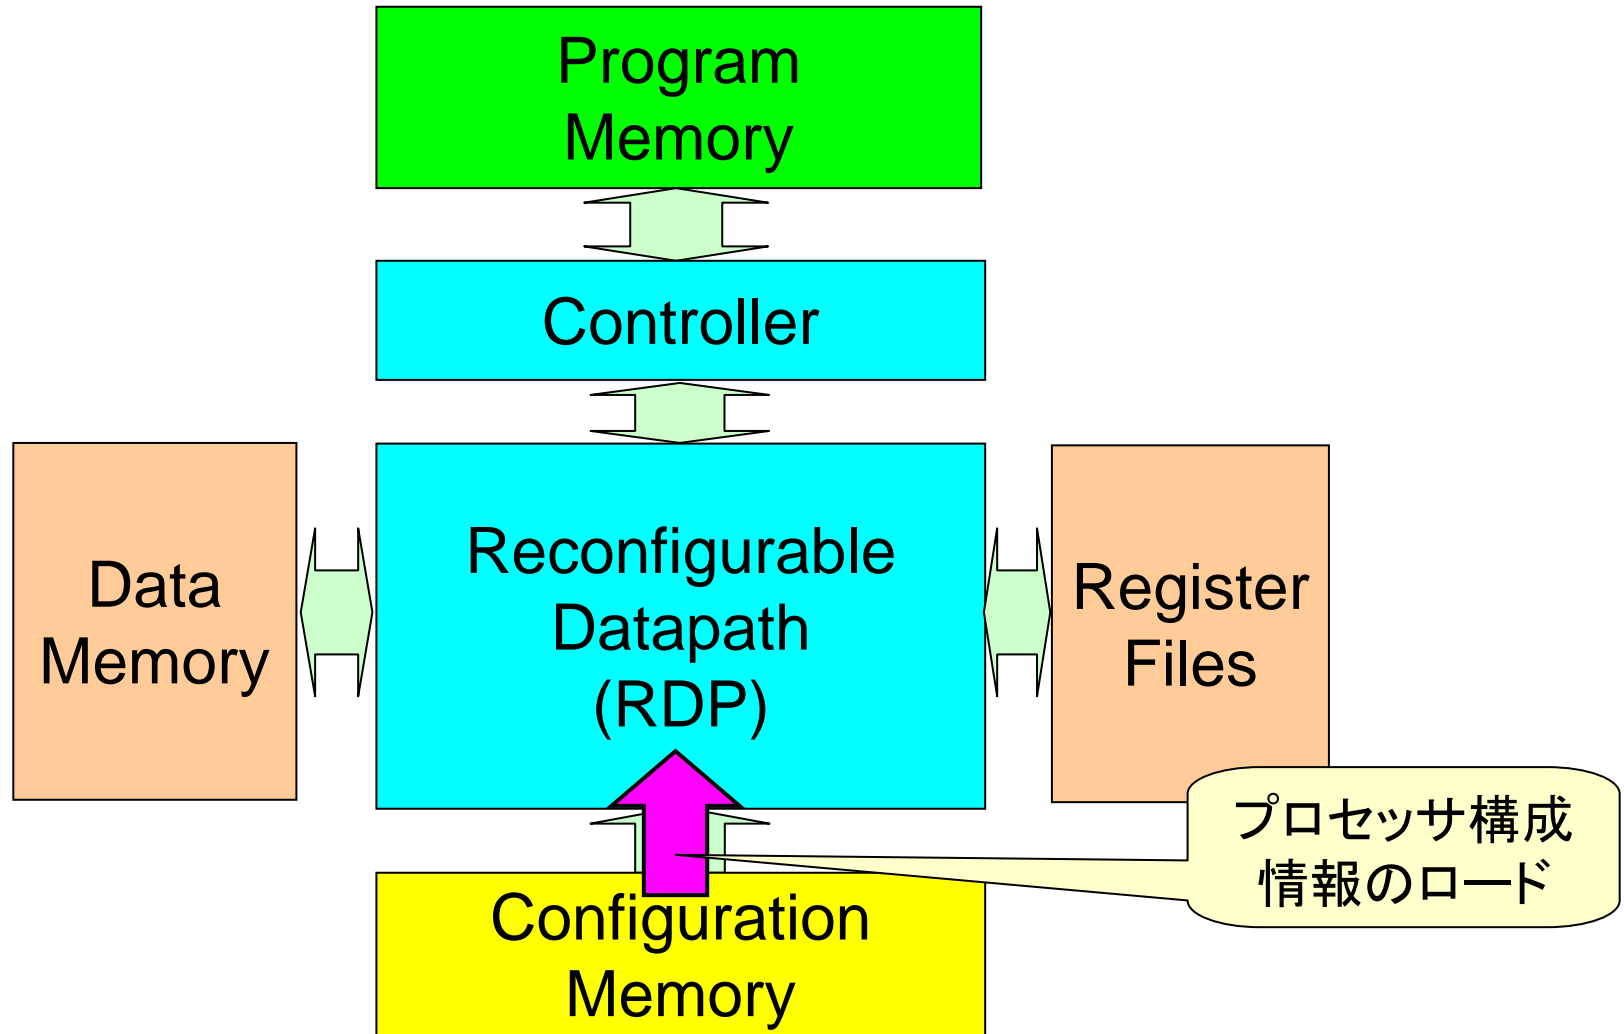 Program
Memory
Controller
Data
Memory
Reconfigurable
Datapath
(RDP)
Register
Files
プロセッサ構成
情報のロード
Configuration
Memory